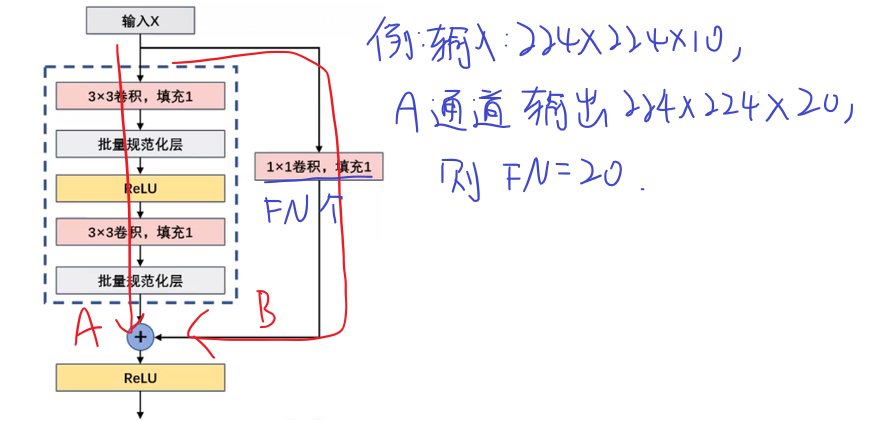 输入X
3×3卷积，填充1
批量规范化层
ReLU
3×3卷积，填充1
批量规范化层
ReLU
1×1卷积，填充1
FN个
A
B
例:输入:224×224×10,
A通道输出224×224×20,
则FN=20.